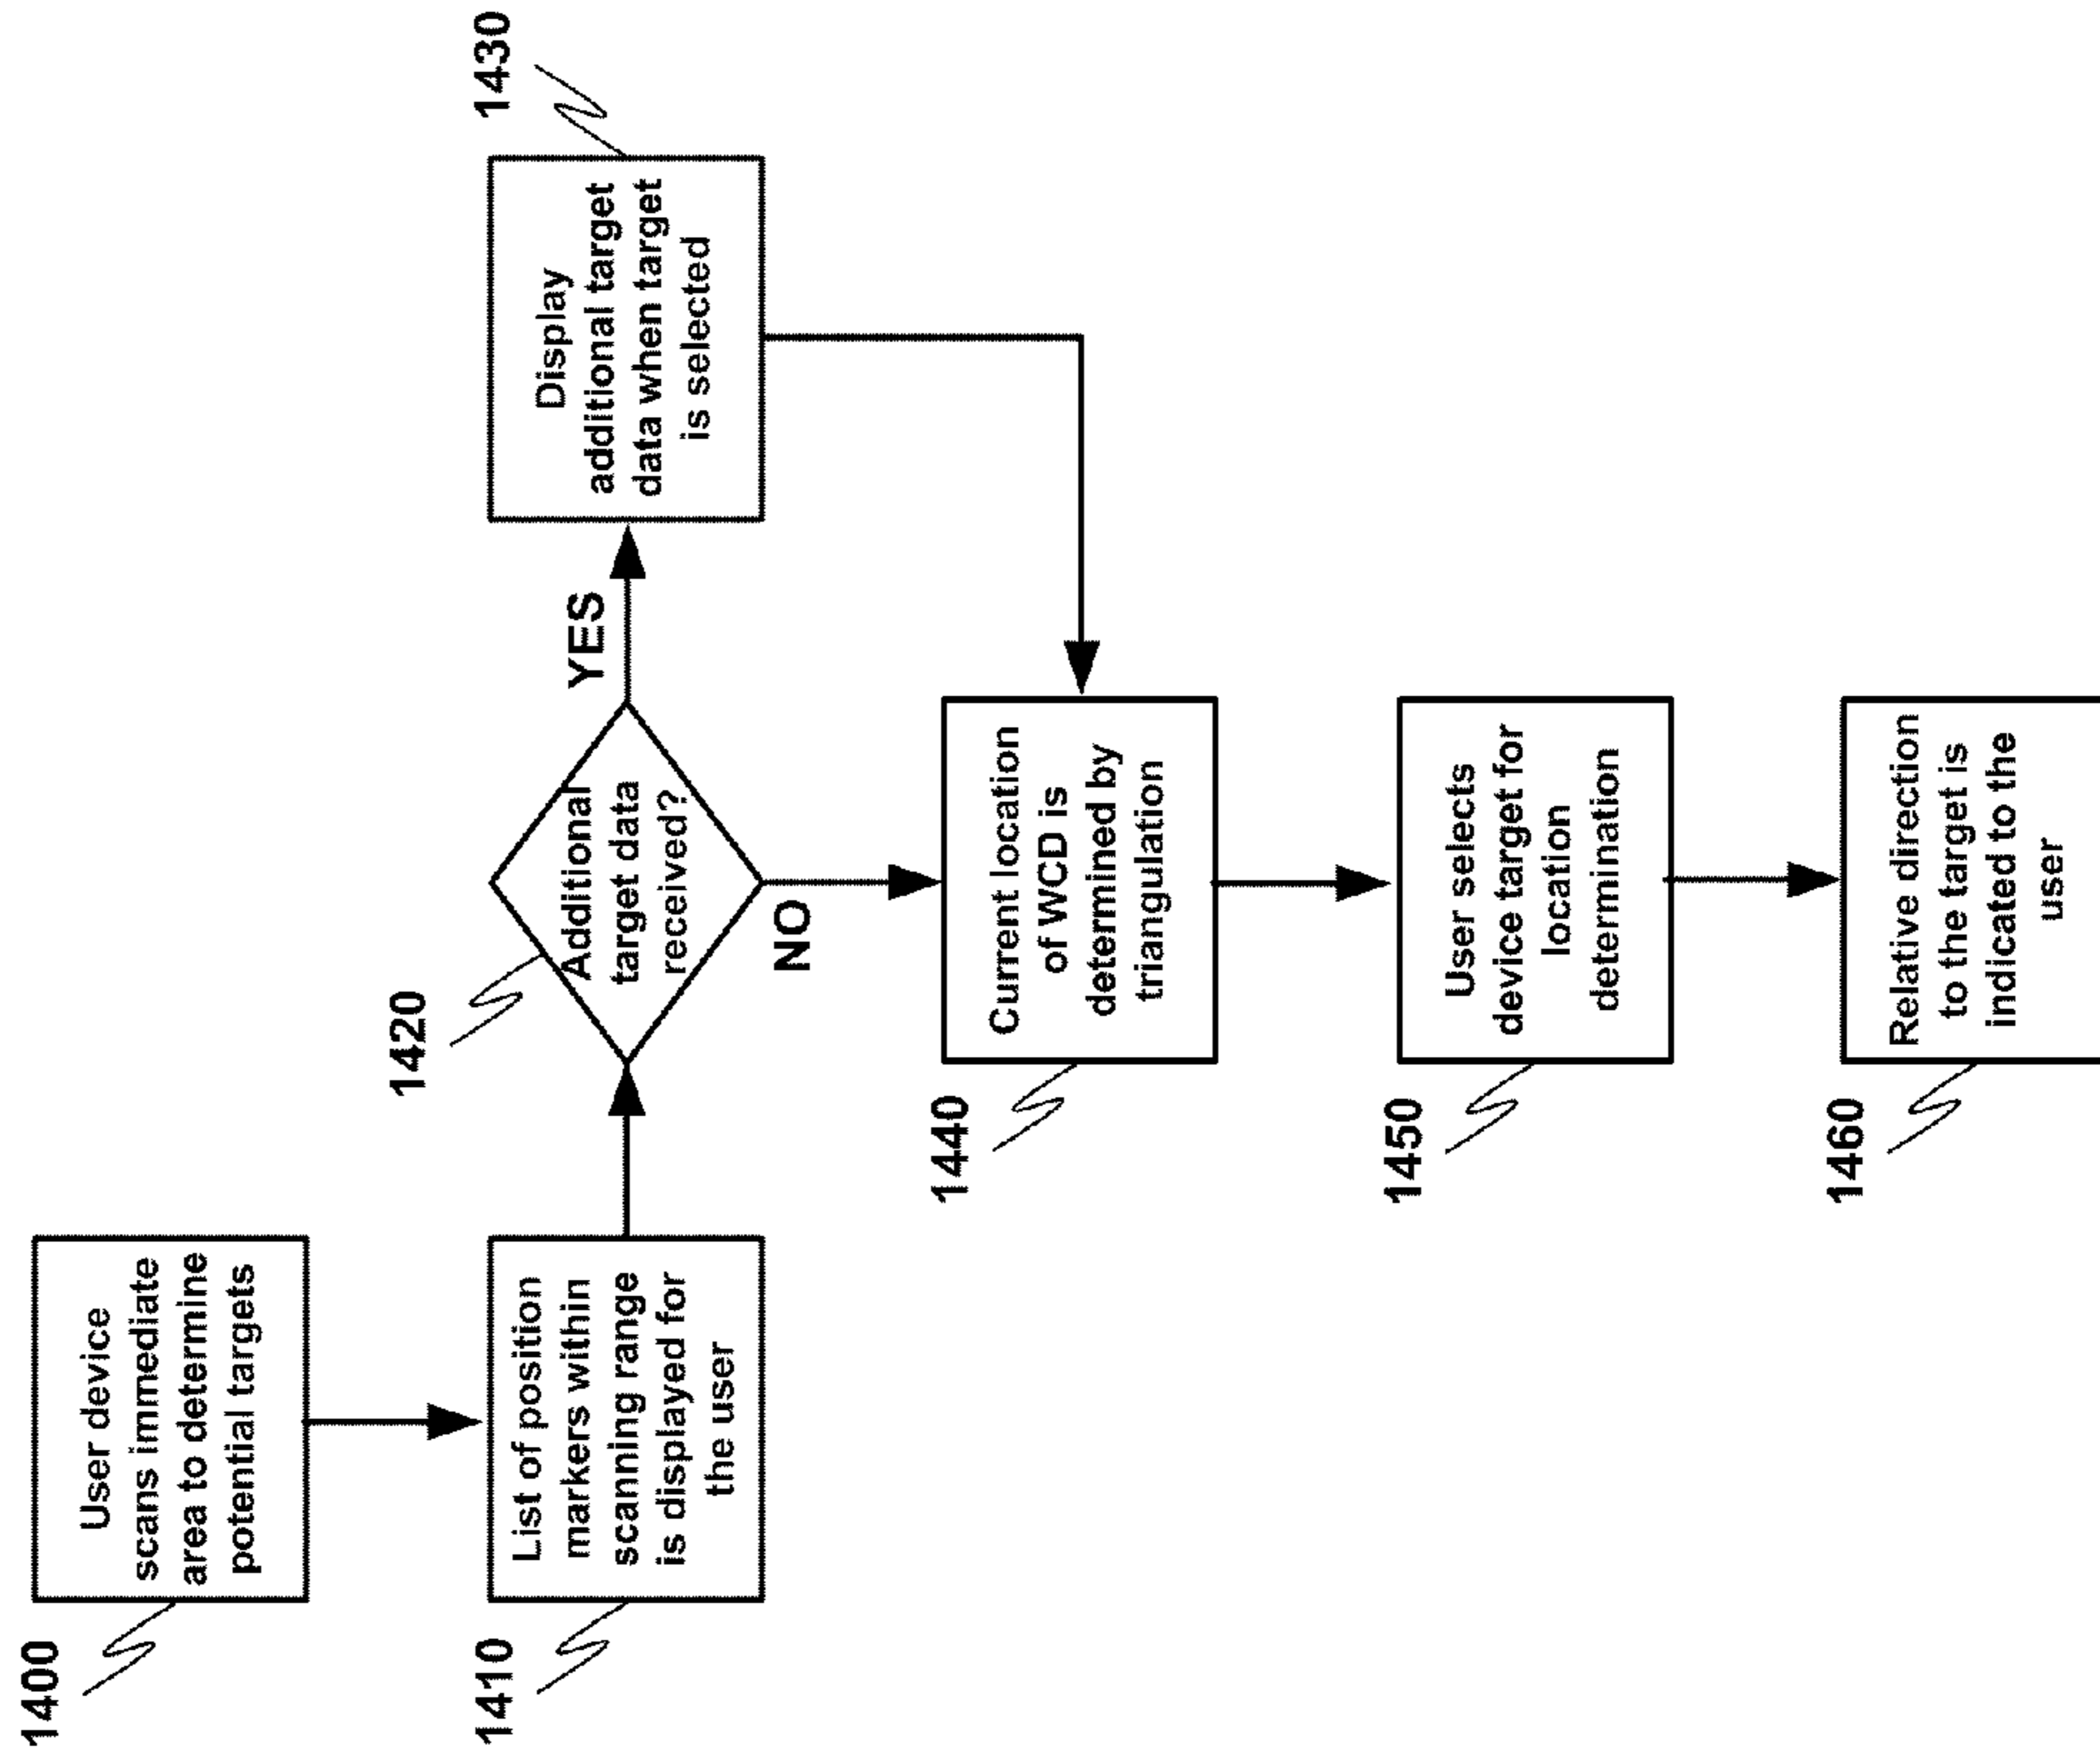 1400
User device
scans immediate
area to determine
potential targets
1410
List of position
markers within
scanning range
is displayed for
the user
1420
Additional
target data
received?
YES
NO
1430
Display
additional target
data when target
is selected
1440
Current location
of WCD is
determined by
triangulation
1450
User selects
device target for
location
determination
1460
Relative direction
to the target is
indicated to the
user